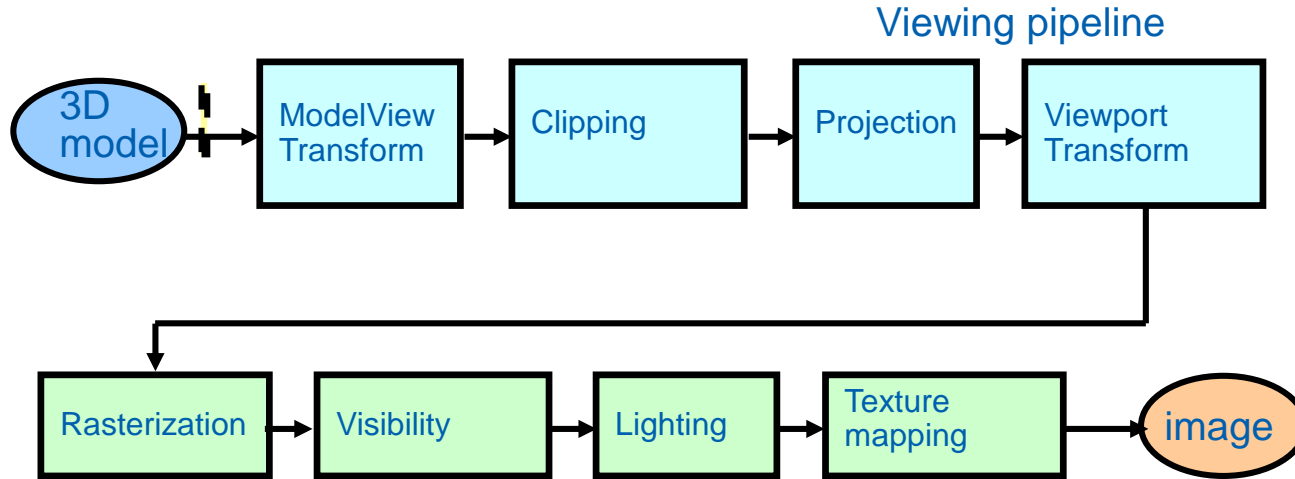 Viewing pipeline
3D
model
ModelView
Transform
Clipping
Projection
Viewport
Transform
Rasterization
Visibility
Lighting
Texture
mapping
image